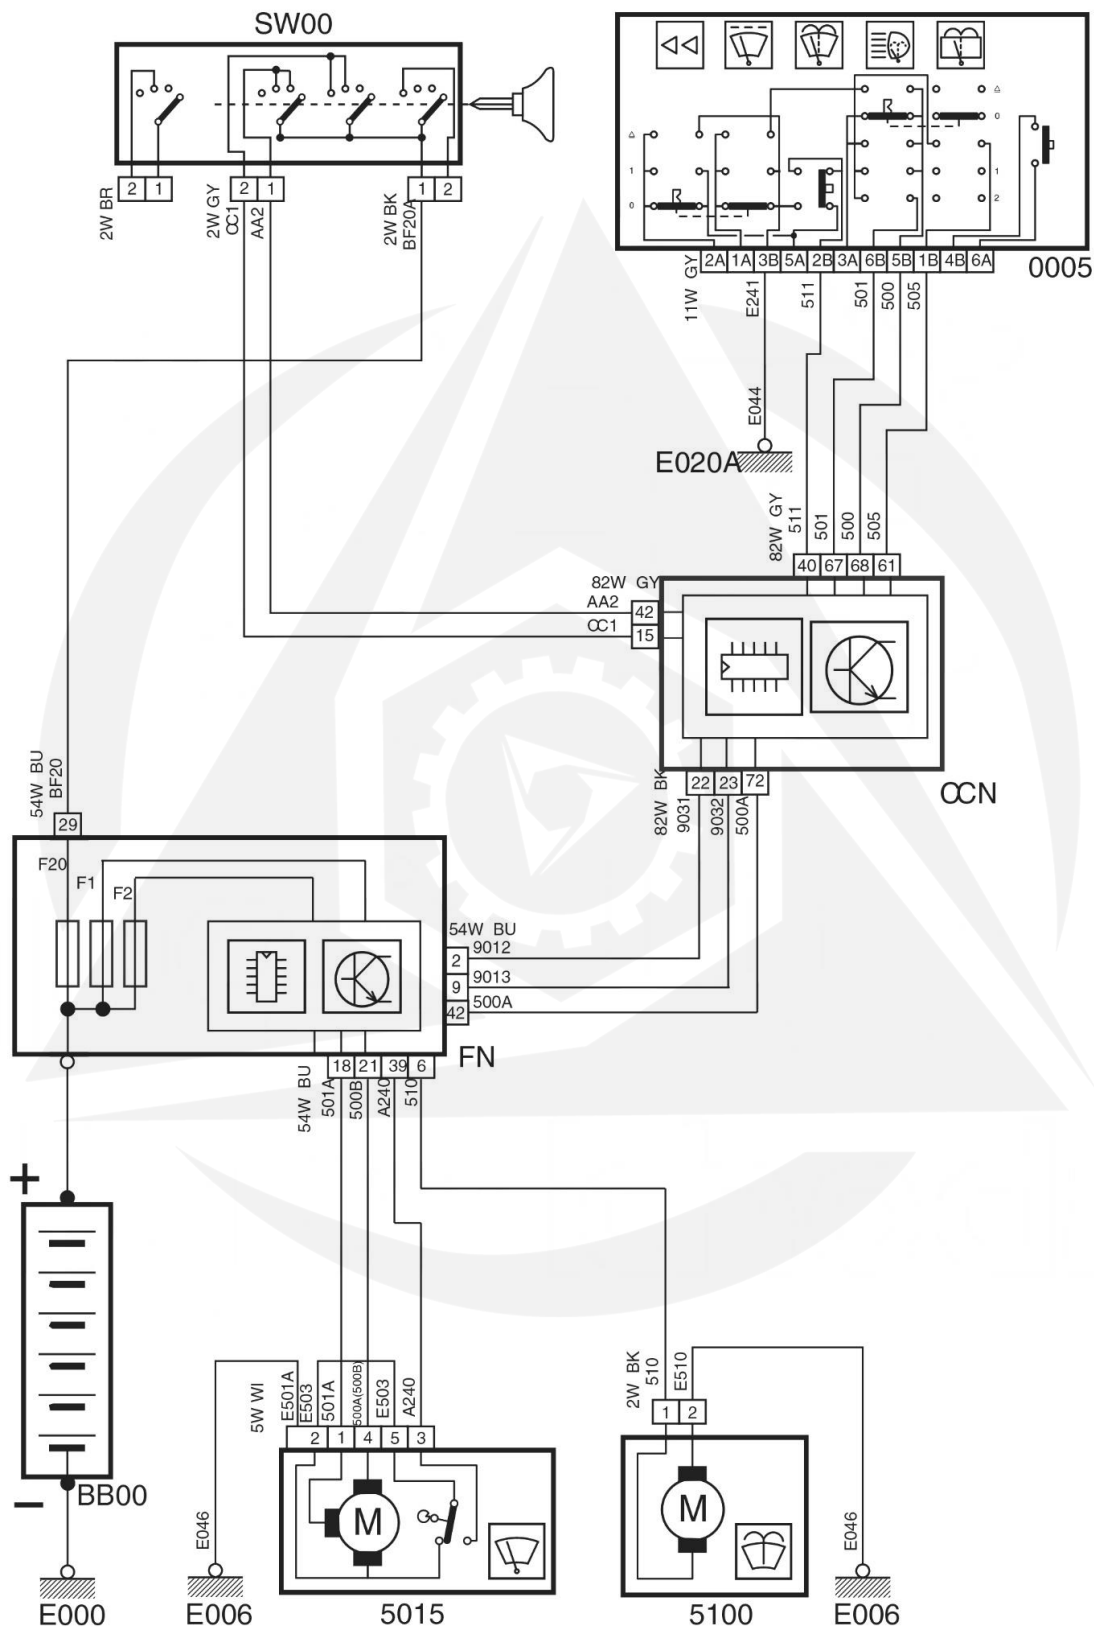 SW00
2 1
2W BR
2 1
2W GY
CC1
AA2
1 2
2W BK
BF20A
△
0
1
2
△
1
0
0005
2A 1A 3B 5A 2B 3A 6B 5B 1B 4B 6A
11W GY
E241
511
501
500
505
E044
E020A
82W GY
511
501
500
505
40 67 68 61
82W GY
AA2
42
CC1
15
CCN
22 23 72
82W BK
9031
9032
500A
54W BU
BF20
29
F20
F1
F2
54W BU
9012
2
9013
9
500A
42
FN
18 21 39 6
54W BU
501A
500B
A240
510
+
−
BB00
E000
5W WI
E501A
E503
501A
500A(500B)
E503
A240
2 1 4 5 3
M
E046
E006
5015
2W BK
510
E510
1 2
M
E046
5100
E006